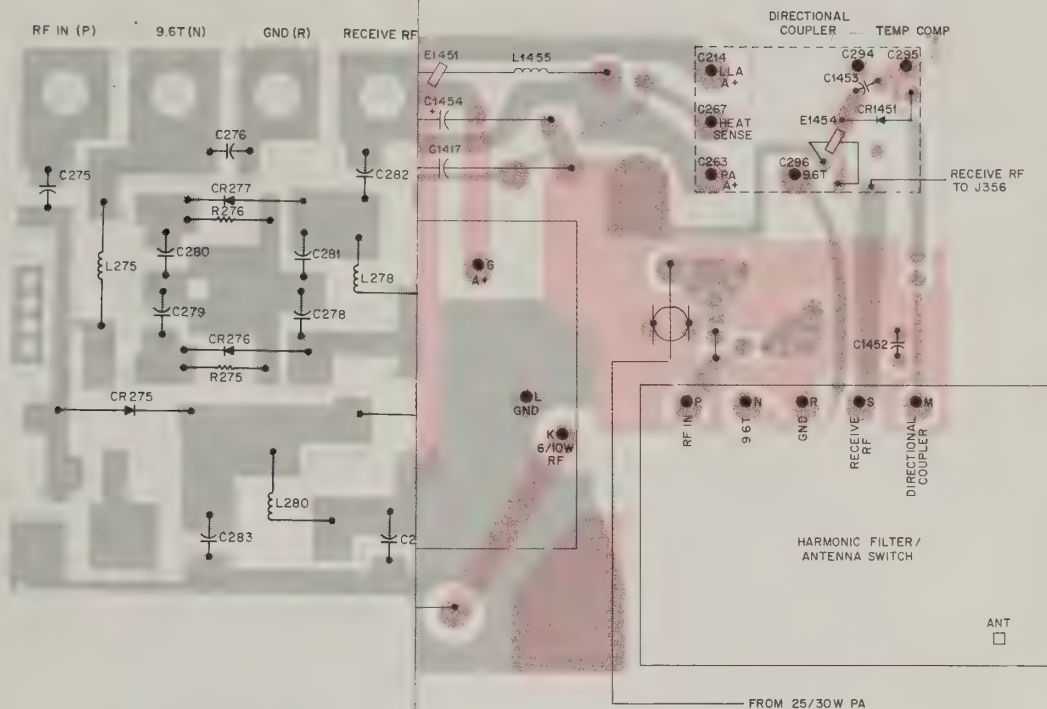 RF IN (P)
9.6T (N)
GND (R)
RECEIVE RF
C276
C275
C282
CR277
R276
C280
C281
L275
L278
C279
C278
CR276
R275
CR275
L280
C283
DIRECTIONAL
COUPLER
TEMP COMP
E1451
L1455
C1454
+
C1417
C214
LLA
A+
C294
C295
C1453
C267
HEAT
SENSE
E1454
CR1451
C263
PA
A+
C296
9.6T
RECEIVE RF
TO J356
G
A+
C1452
L
GND
K
6/10W
RF
P
N
R
S
M
RF IN
9.6T
GND
RECEIVE
RF
DIRECTIONAL
COUPLER
HARMONIC FILTER/
ANTENNA SWITCH
ANT
FROM 25/30W PA